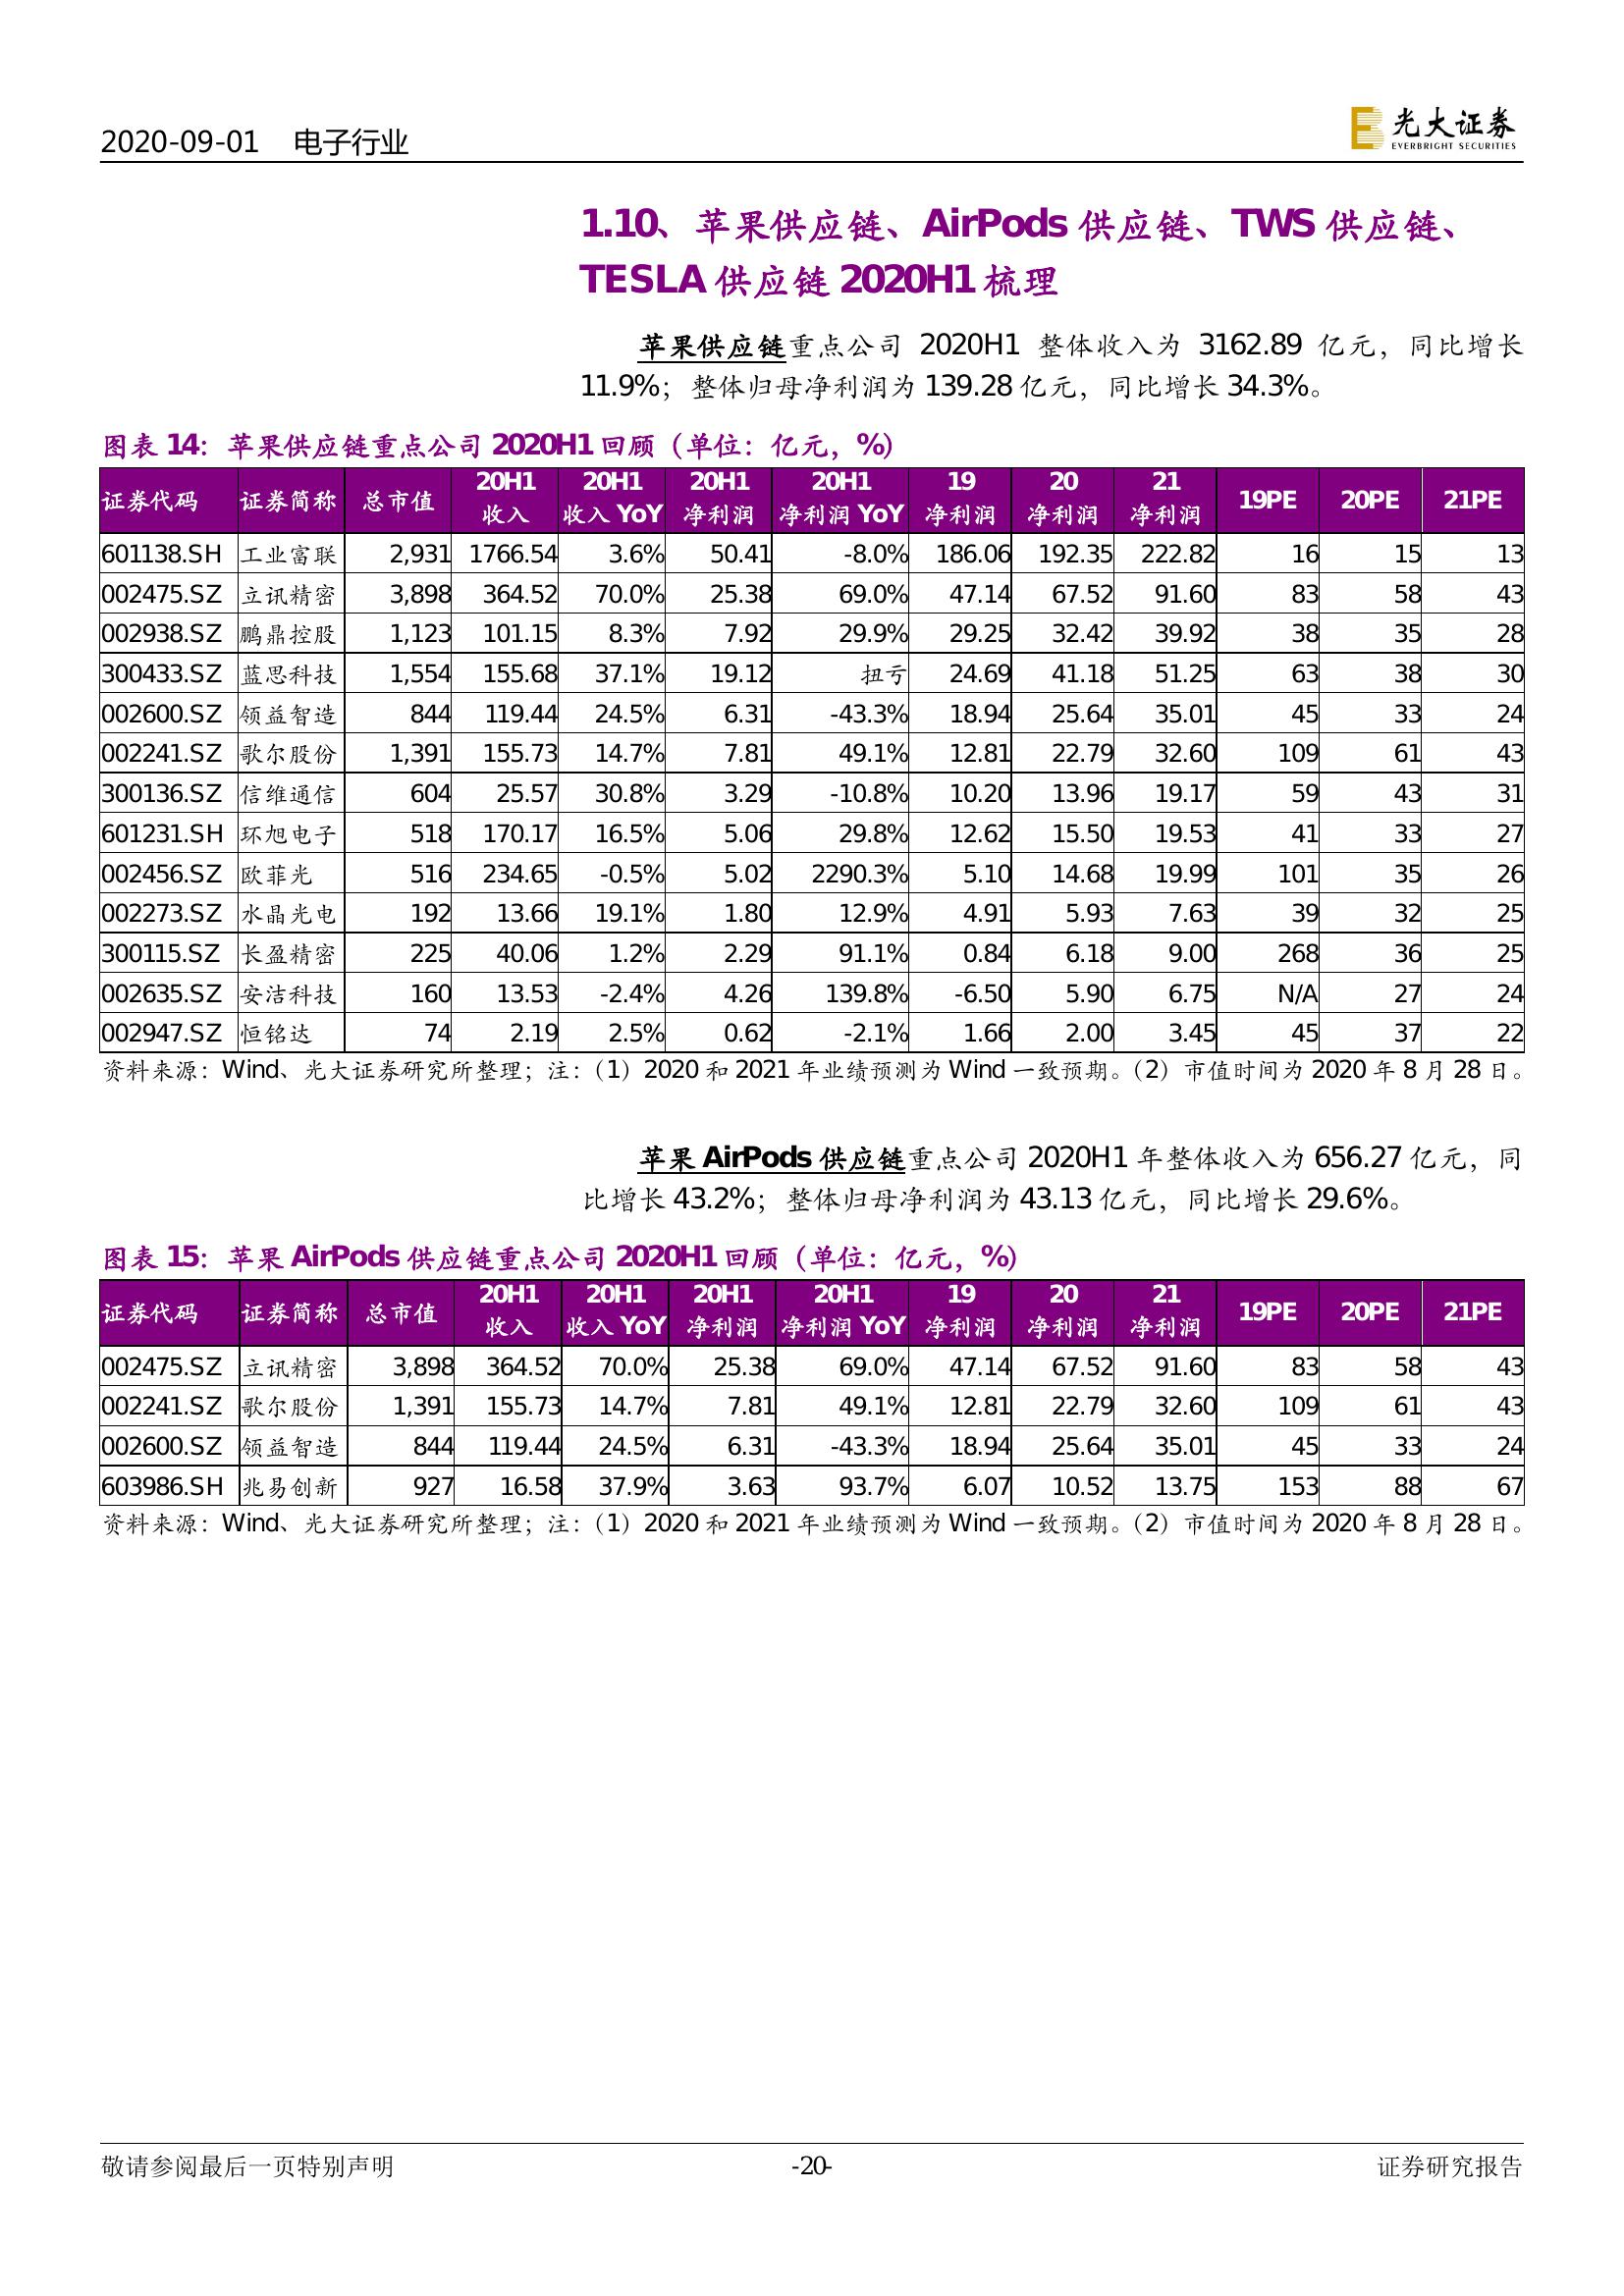 2020-09-01 电子行业
光大证券
EVERBRIGHT SECURITIES
1.10、苹果供应链、AirPods 供应链、TWS 供应链、
TESLA 供应链 2020H1 梳理
苹果供应链重点公司 2020H1 整体收入为 3162.89 亿元，同比增长
11.9%；整体归母净利润为 139.28 亿元，同比增长 34.3%。
图表 14：苹果供应链重点公司 2020H1 回顾（单位：亿元，%）
证券代码 证券简称 总市值 20H1 收入 20H1 收入 YoY 20H1 净利润 20H1 净利润 YoY 19 净利润 20 净利润 21 净利润 19PE 20PE 21PE
601138.SH 工业富联 2,931 1766.54 3.6% 50.41 -8.0% 186.06 192.35 222.82 16 15 13
002475.SZ 立讯精密 3,898 364.52 70.0% 25.38 69.0% 47.14 67.52 91.60 83 58 43
002938.SZ 鹏鼎控股 1,123 101.15 8.3% 7.92 29.9% 29.25 32.42 39.92 38 35 28
300433.SZ 蓝思科技 1,554 155.68 37.1% 19.12 扭亏 24.69 41.18 51.25 63 38 30
002600.SZ 领益智造 844 119.44 24.5% 6.31 -43.3% 18.94 25.64 35.01 45 33 24
002241.SZ 歌尔股份 1,391 155.73 14.7% 7.81 49.1% 12.81 22.79 32.60 109 61 43
300136.SZ 信维通信 604 25.57 30.8% 3.29 -10.8% 10.20 13.96 19.17 59 43 31
601231.SH 环旭电子 518 170.17 16.5% 5.06 29.8% 12.62 15.50 19.53 41 33 27
002456.SZ 欧菲光 516 234.65 -0.5% 5.02 2290.3% 5.10 14.68 19.99 101 35 26
002273.SZ 水晶光电 192 13.66 19.1% 1.80 12.9% 4.91 5.93 7.63 39 32 25
300115.SZ 长盈精密 225 40.06 1.2% 2.29 91.1% 0.84 6.18 9.00 268 36 25
002635.SZ 安洁科技 160 13.53 -2.4% 4.26 139.8% -6.50 5.90 6.75 N/A 27 24
002947.SZ 恒铭达 74 2.19 2.5% 0.62 -2.1% 1.66 2.00 3.45 45 37 22
资料来源：Wind、光大证券研究所整理；注：（1）2020 和 2021 年业绩预测为 Wind 一致预期。（2）市值时间为 2020 年 8 月 28 日。
苹果 AirPods 供应链重点公司 2020H1 年整体收入为 656.27 亿元，同
比增长 43.2%；整体归母净利润为 43.13 亿元，同比增长 29.6%。
图表 15：苹果 AirPods 供应链重点公司 2020H1 回顾（单位：亿元，%）
证券代码 证券简称 总市值 20H1 收入 20H1 收入 YoY 20H1 净利润 20H1 净利润 YoY 19 净利润 20 净利润 21 净利润 19PE 20PE 21PE
002475.SZ 立讯精密 3,898 364.52 70.0% 25.38 69.0% 47.14 67.52 91.60 83 58 43
002241.SZ 歌尔股份 1,391 155.73 14.7% 7.81 49.1% 12.81 22.79 32.60 109 61 43
002600.SZ 领益智造 844 119.44 24.5% 6.31 -43.3% 18.94 25.64 35.01 45 33 24
603986.SH 兆易创新 927 16.58 37.9% 3.63 93.7% 6.07 10.52 13.75 153 88 67
资料来源：Wind、光大证券研究所整理；注：（1）2020 和 2021 年业绩预测为 Wind 一致预期。（2）市值时间为 2020 年 8 月 28 日。
敬请参阅最后一页特别声明 -20- 证券研究报告